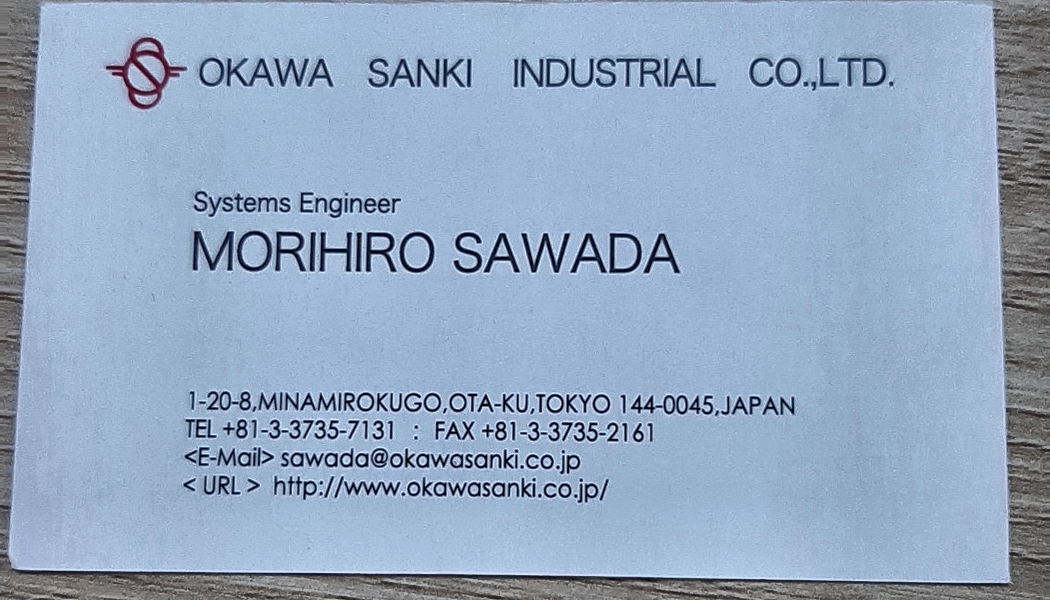 OKAWA SANKI INDUSTRIAL CO.,LTD.
Systems Engineer
MORIHIRO SAWADA
1-20-8,MINAMIROKUGO,OTA-KU,TOKYO 144-0045,JAPAN
TEL +81-3-3735-7131 : FAX +81-3-3735-2161
<E-Mail> sawada@okawasanki.co.jp
< URL > http://www.okawasanki.co.jp/